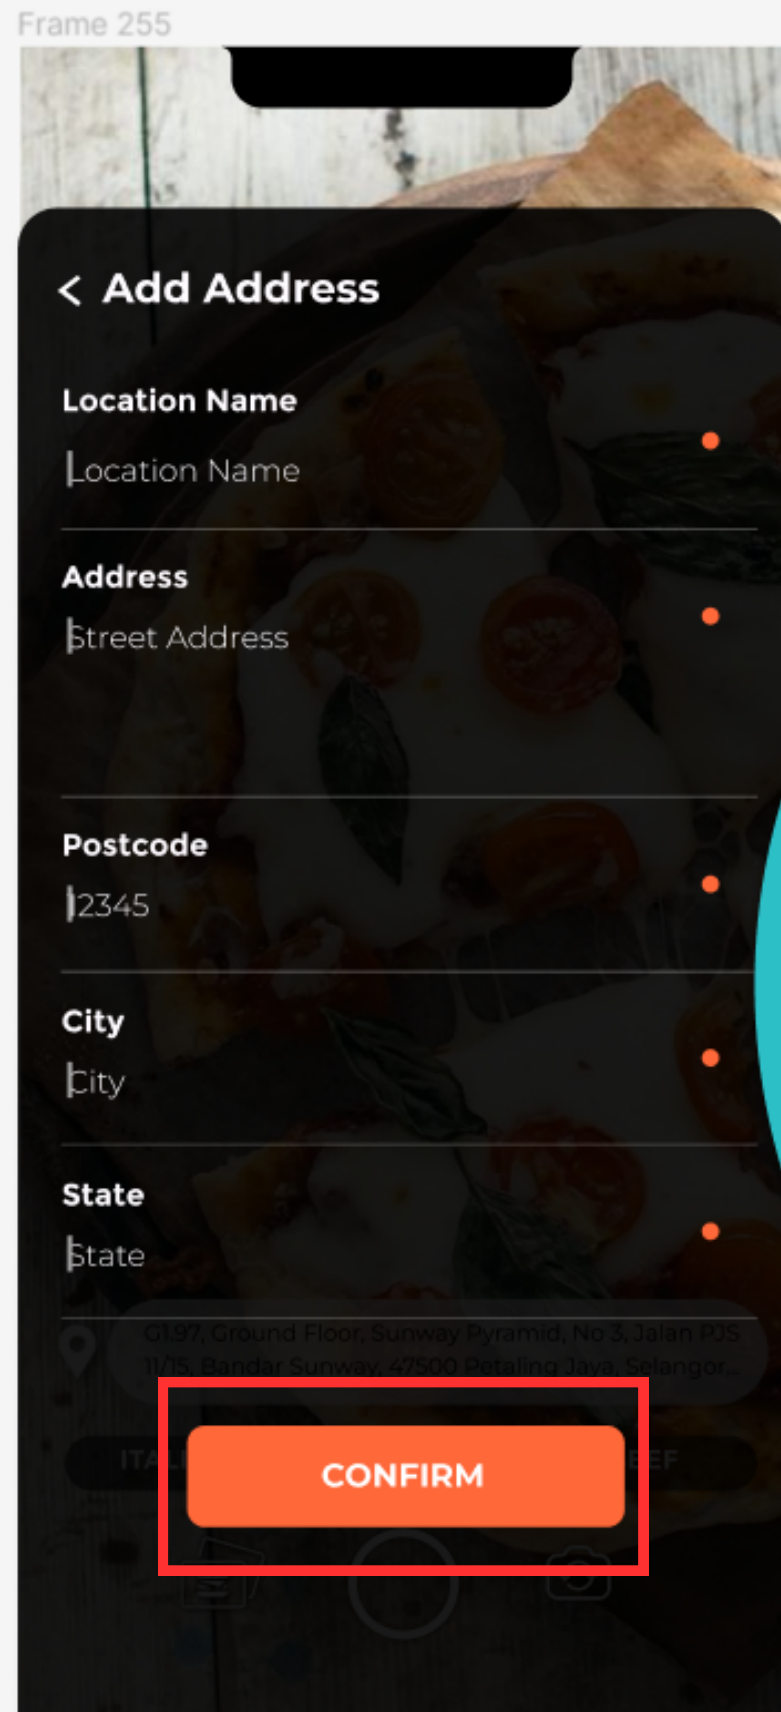 Frame 255
< Add Address
Location Name
Location Name
Address
Street Address
Postcode
12345
City
City
State
State
G1.97, Ground Floor, Sunway Pyramid, No 3, Jalan PJS
11/15, Bandar Sunway, 47500 Petaling Jaya, Selangor...
CONFIRM